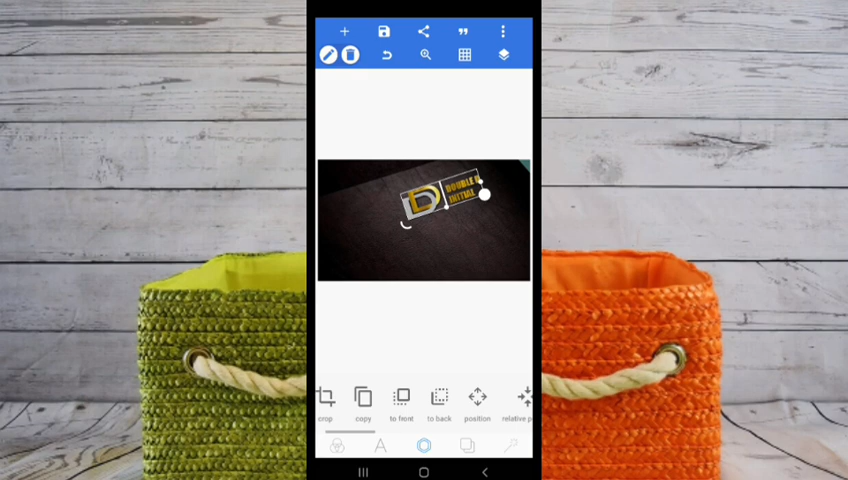 DOUBLE D
INITIAL
crop
copy
to front
to back
position
relative p